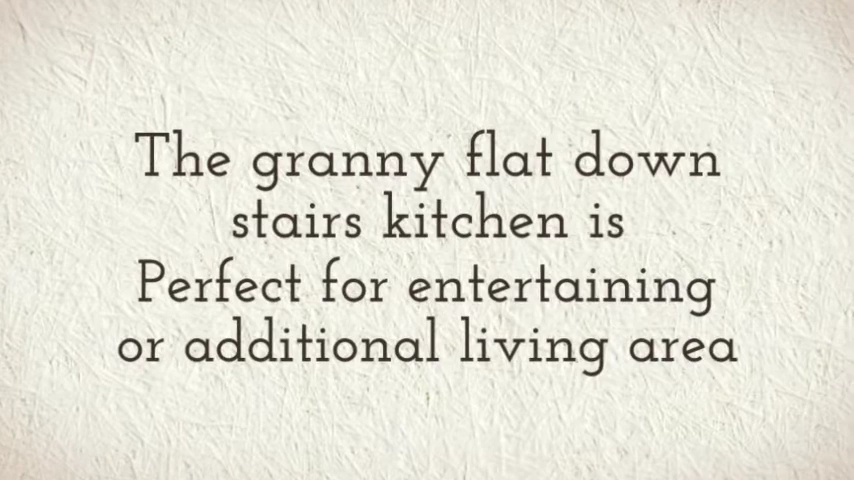 The granny flat down
stairs kitchen is
Perfect for entertaining
or additional living area